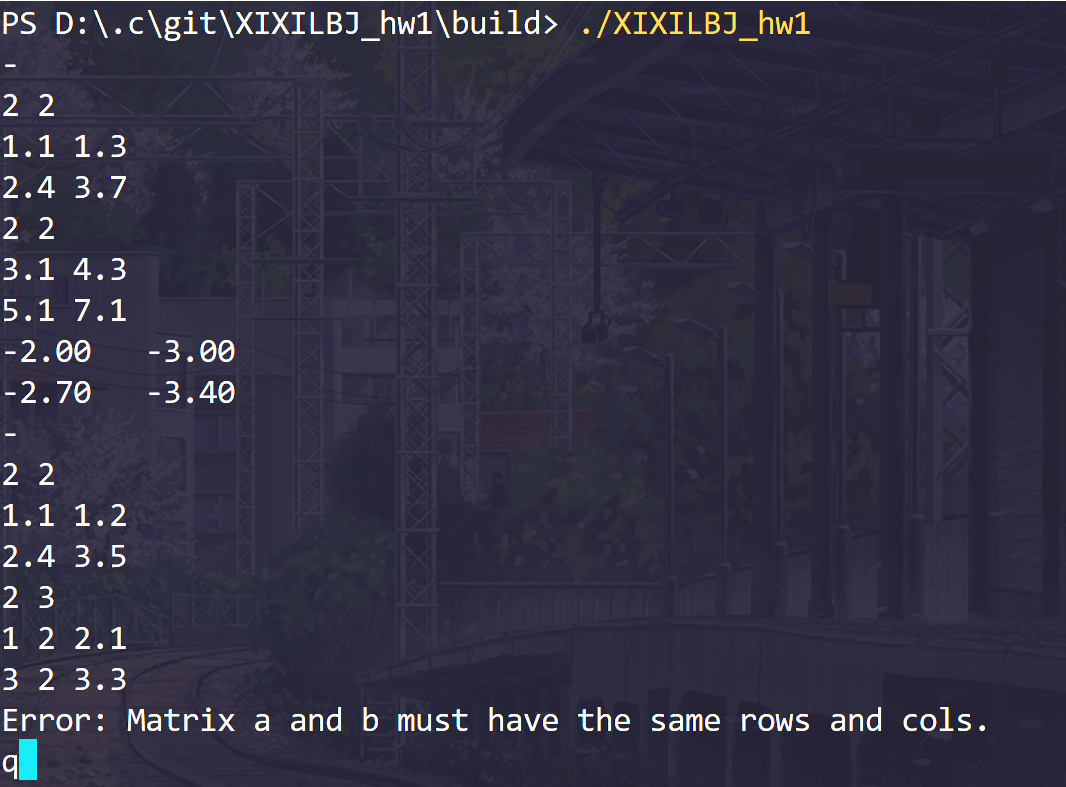 PS D:\.c\git\XIXILBJ_hw1\build> ./XIXILBJ_hw1
-
2 2
1.1 1.3
2.4 3.7
2 2
3.1 4.3
5.1 7.1
-2.00   -3.00
-2.70   -3.40
-
2 2
1.1 1.2
2.4 3.5
2 3
1 2 2.1
3 2 3.3
Error: Matrix a and b must have the same rows and cols.
q